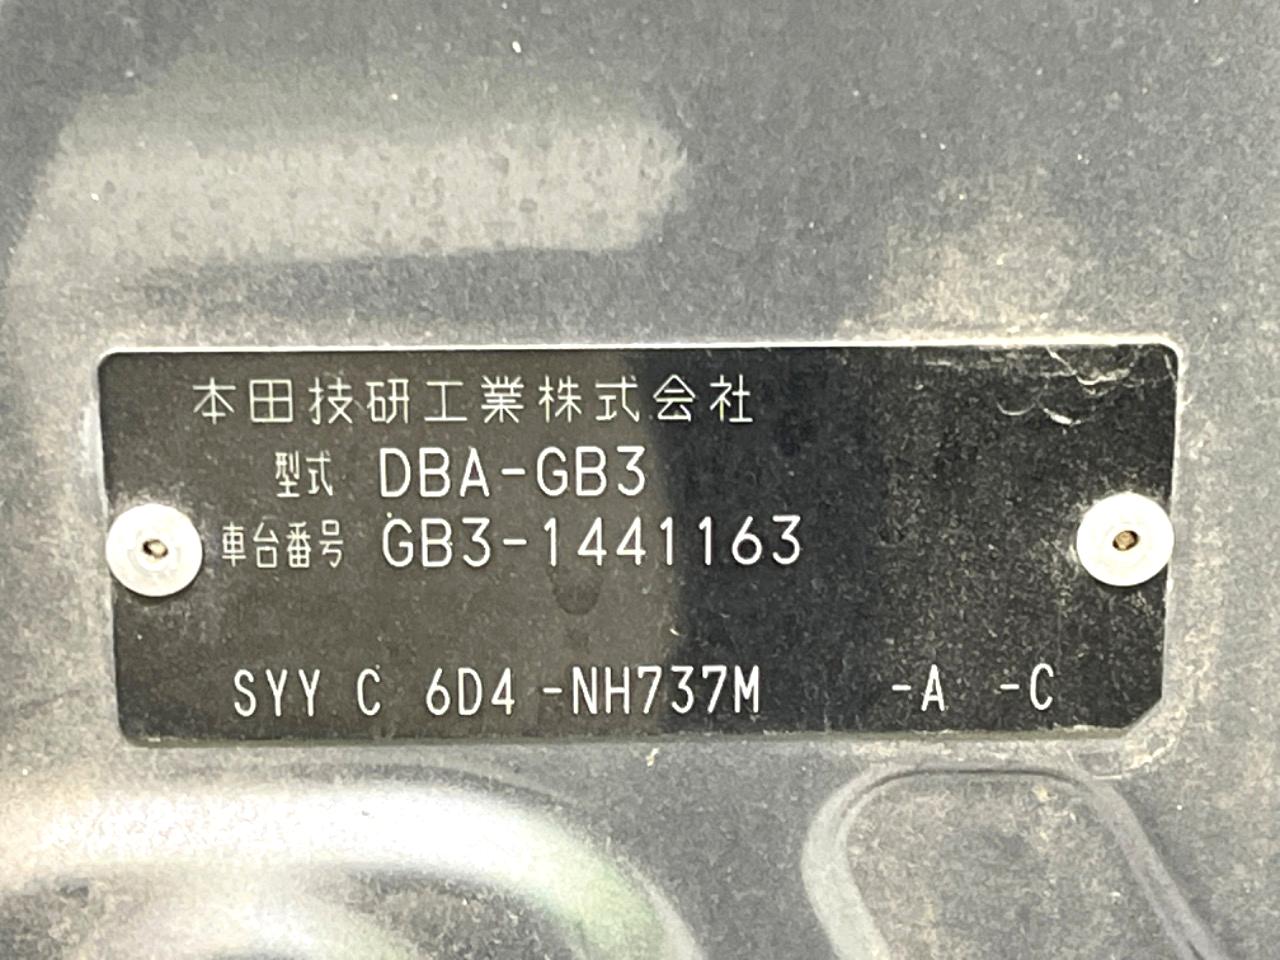 本田技研工業株式会社
型式 DBA-GB3
車台番号 GB3-1441163
SYY C 6D4 -NH737M -A -C